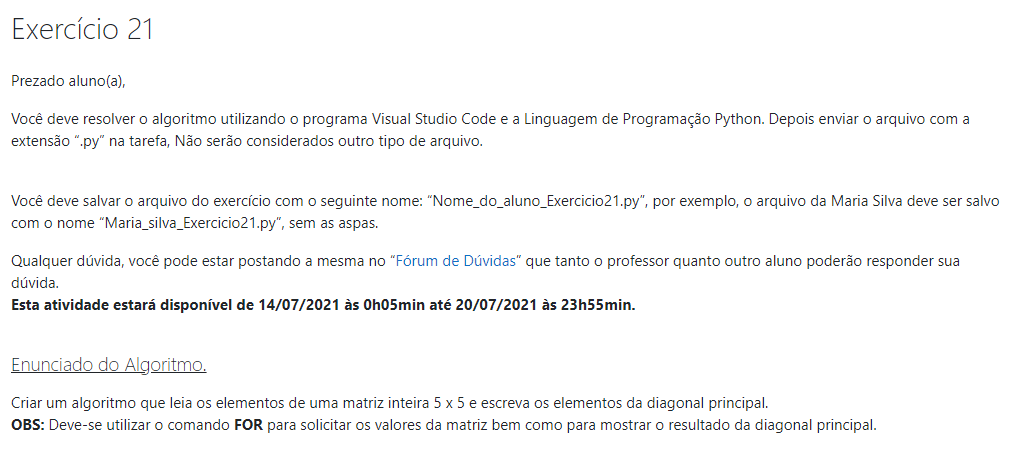 Exercício 21
Prezado aluno(a),
Você deve resolver o algoritmo utilizando o programa Visual Studio Code e a Linguagem de Programação Python. Depois enviar o arquivo com a
extensão “.py” na tarefa, Não serão considerados outro tipo de arquivo.
Você deve salvar o arquivo do exercício com o seguinte nome: “Nome_do_aluno_Exercicio21.py”, por exemplo, o arquivo da Maria Silva deve ser salvo
com o nome “Maria_silva_Exercicio21.py”, sem as aspas.
Qualquer dúvida, você pode estar postando a mesma no “Fórum de Dúvidas” que tanto o professor quanto outro aluno poderão responder sua
dúvida.
Esta atividade estará disponível de 14/07/2021 às 0h05min até 20/07/2021 às 23h55min.
Enunciado do Algoritmo.
Criar um algoritmo que leia os elementos de uma matriz inteira 5 x 5 e escreva os elementos da diagonal principal.
OBS: Deve-se utilizar o comando FOR para solicitar os valores da matriz bem como para mostrar o resultado da diagonal principal.